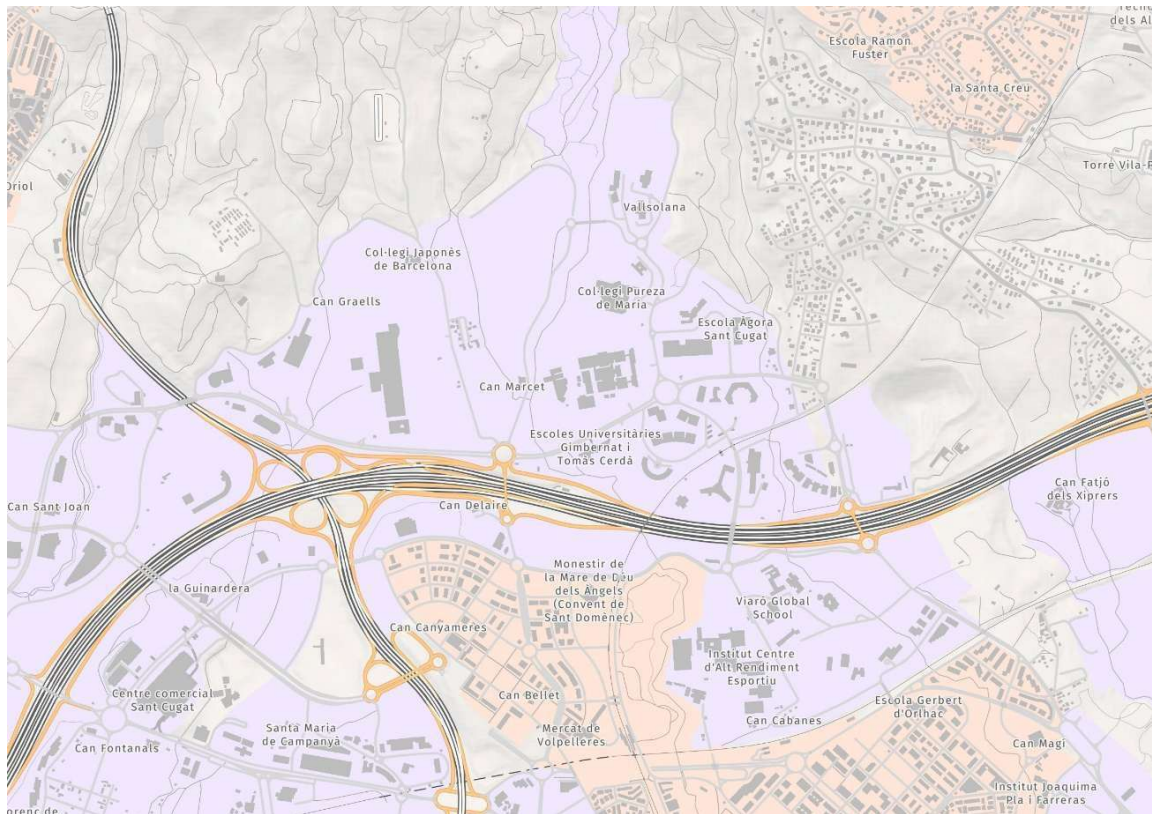 Escola Ramon
Fuster
dels Al
la Santa Creu
Torre Vila-P
Oriol
Vallsolana
Col·legi Japonès
de Barcelona
Can Graells
Col·legi Pureza
de Maria
Escola Àgora
Sant Cugat
Can Marcet
Escoles Universitàries
Gimbernat i
Tomàs Cerdà
Can Fatjó
dels Xiprers
Can Sant Joan
Can Delaire
Monestir de
la Mare de Déu
dels Àngels
(Convent de
Sant Domènec)
la Guinardera
Viaró Global
School
Can Canyameres
Institut Centre
d'Alt Rendiment
Esportiu
Centre comercial
Sant Cugat
Can Bellet
Escola Gerbert
d'Orlhac
Santa Maria
de Campanyà
Mercat de
Volpelleres
Can Cabanes
Can Fontanals
Can Magi
Institut Joaquima
Pla i Farreras